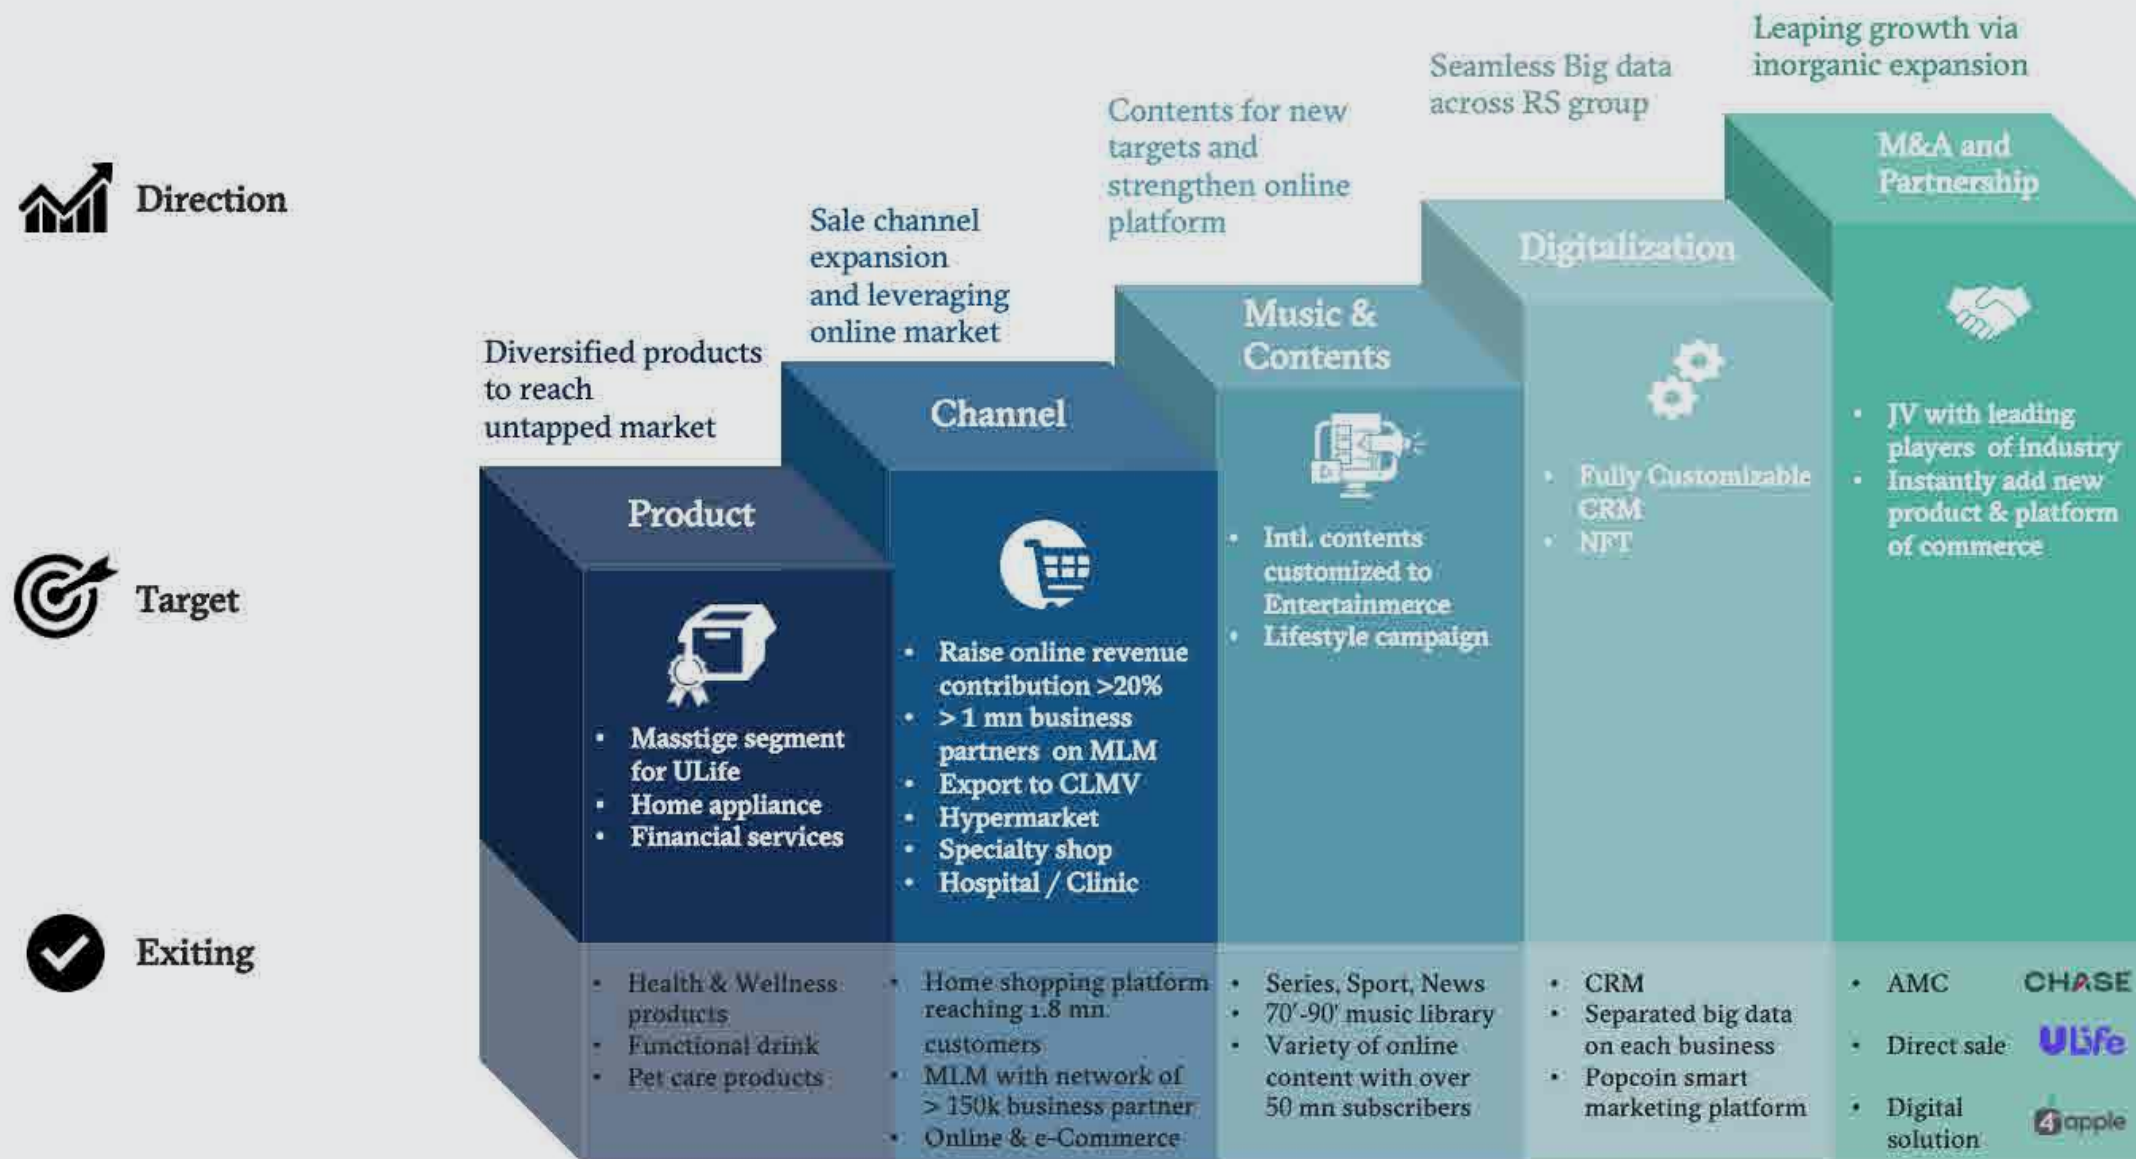 Direction
Target
Exiting
Diversified products
to reach
untapped market
Product
Masstige segment
for ULife
Home appliance
Financial services
Health & Wellness
products
Functional drink
Pet care products
Sale channel
expansion
and leveraging
online market
Channel
Raise online revenue
contribution >20%
> 1 mn business
partners on MLM
Export to CLMV
Hypermarket
Specialty shop
Hospital / Clinic
Home shopping platform
reaching 1.8 mn.
customers
MLM with network of
> 150k business partner
Online & e-Commerce
Contents for new
targets and
strengthen online
platform
Music &
Contents
Intl. contents
customized to
Entertainmerce
Lifestyle campaign
Series, Sport, News
70'-90' music library
Variety of online
content with over
50 mn subscribers
Seamless Big data
across RS group
Digitalization
Fully Customizable
CRM
NFT
CRM
Separated big data
on each business
Popcoin smart
marketing platform
Leaping growth via
inorganic expansion
M&A and
Partnership
JV with leading
players of industry
Instantly add new
product & platform
of commerce
AMC CHASE
Direct sale ULife
Digital
solution
4apple